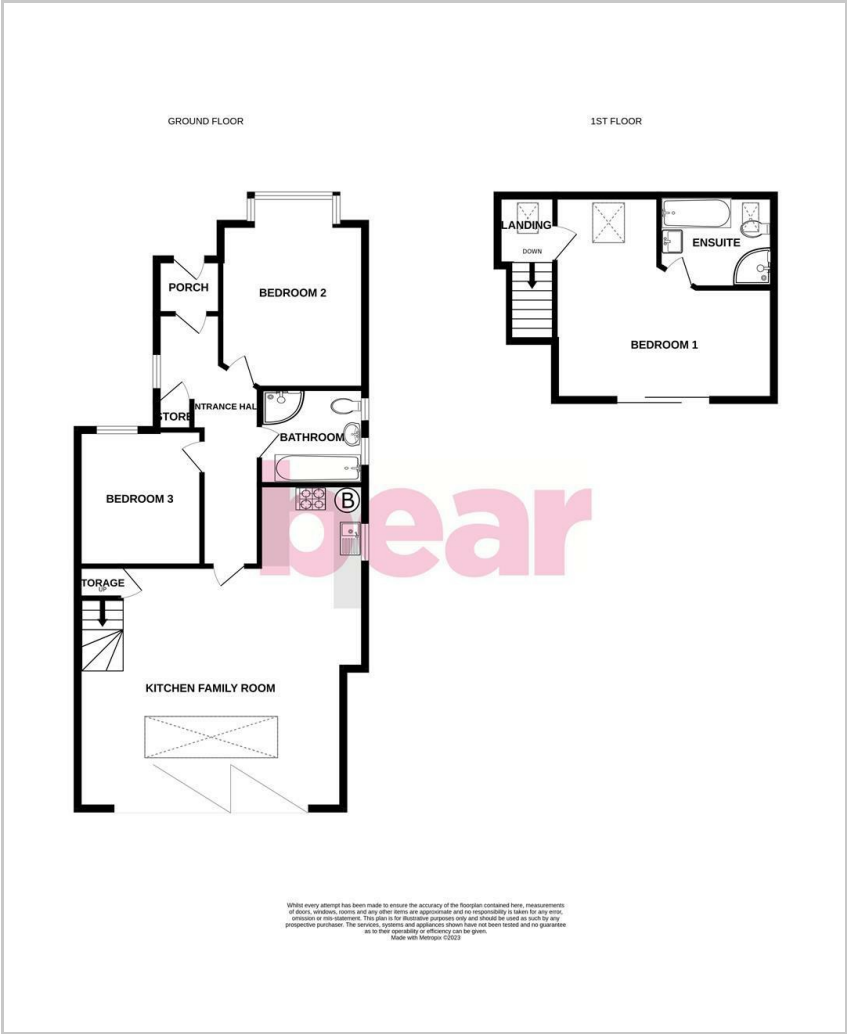 GROUND FLOOR
1ST FLOOR
PORCH
BEDROOM 2
STORE
NTRANCE HAL
BATHROOM
BEDROOM 3
B
TORAGE
UP
KITCHEN FAMILY ROOM
LANDING
DOWN
ENSUITE
BEDROOM 1
bear
Whilst every attempt has been made to ensure the accuracy of the floorplan contained here, measurements
of doors, windows, rooms and any other items are approximate and no responsibility is taken for any error,
omission or mis-statement. This plan is for illustrative purposes only and should be used as such by any
prospective purchaser. The services, systems and appliances shown have not been tested and no guarantee
as to their operability or efficiency can be given.
Made with Metropix ©2023